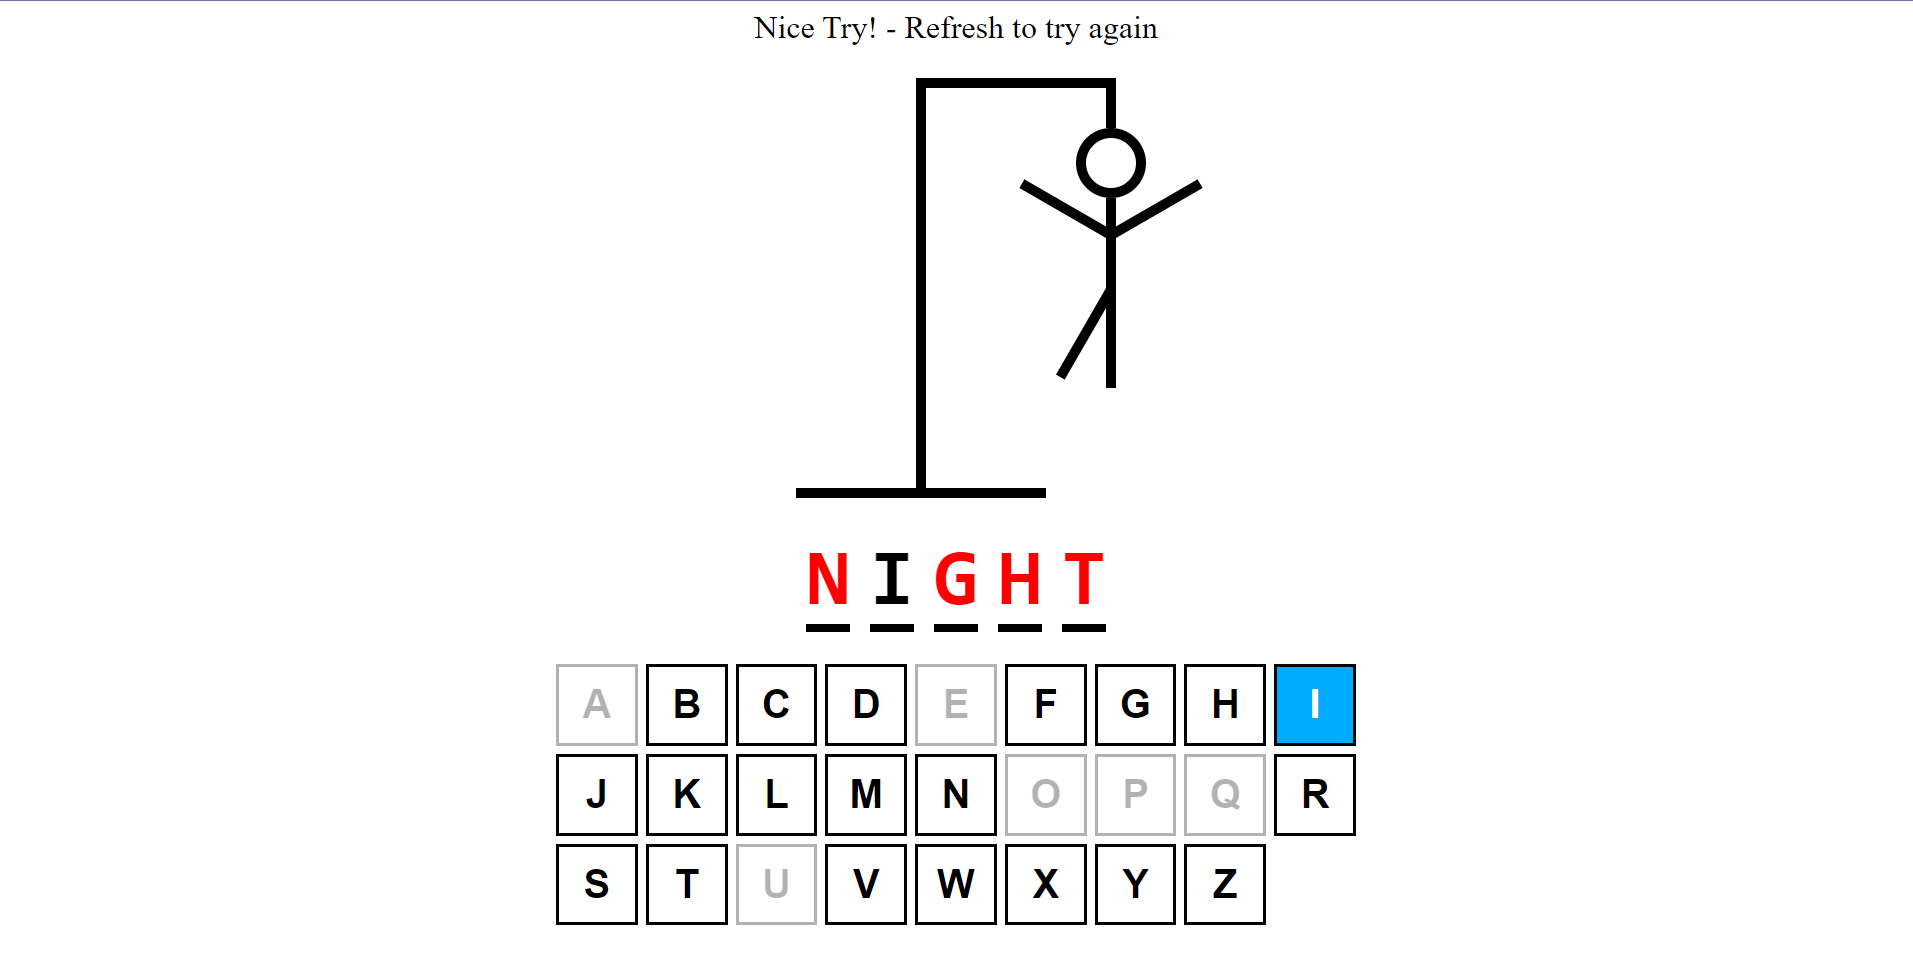 Nice Try! - Refresh to try again
N I G H T
A B C D E F G H I
J K L M N O P Q R
S T U V W X Y Z